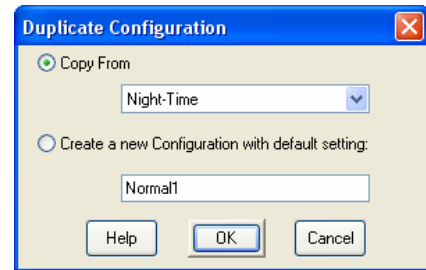 Duplicate Configuration
Copy From
Night-Time
Create a new Configuration with default setting:
Normal1
Help OK Cancel